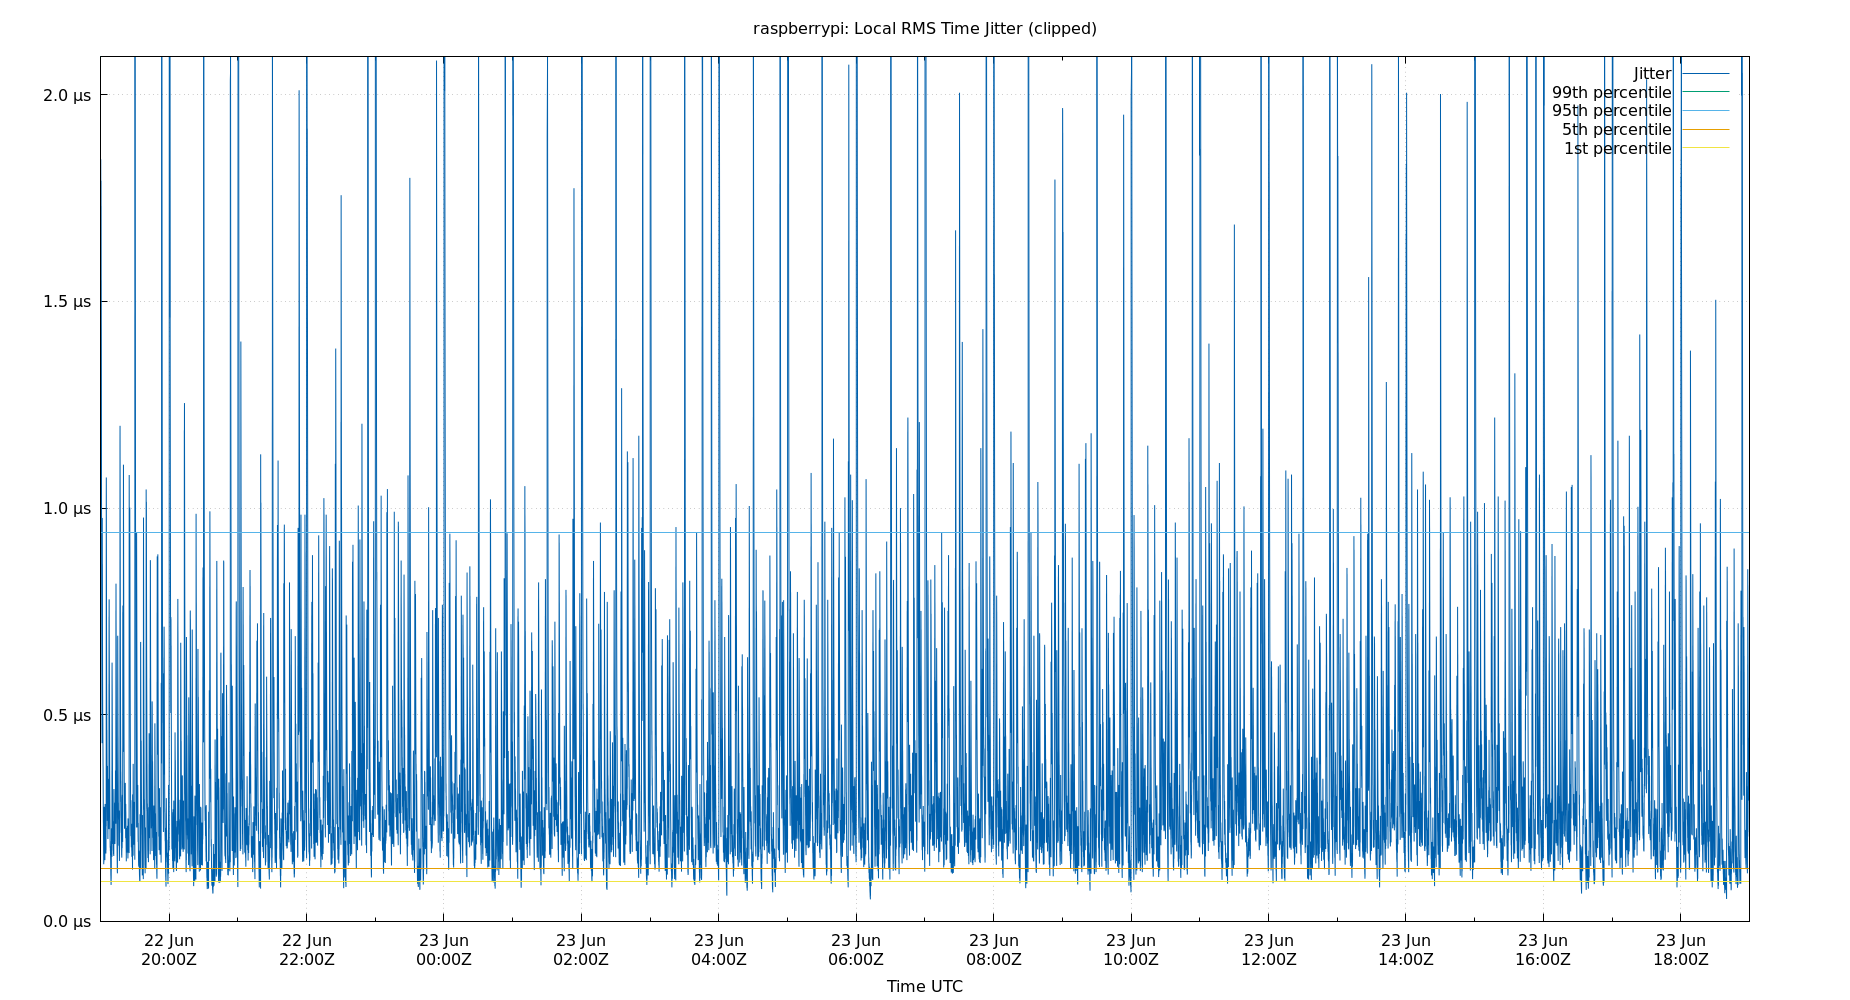 raspberrypi: Local RMS Time Jitter (clipped)
Jitter
99th percentile
95th percentile
5th percentile
1st percentile
2.0 µs
1.5 µs
1.0 µs
0.5 µs
0.0 µs
22 Jun 22 Jun 23 Jun 23 Jun 23 Jun 23 Jun 23 Jun 23 Jun 23 Jun 23 Jun 23 Jun 23 Jun
20:00Z 22:00Z 00:00Z 02:00Z 04:00Z 06:00Z 08:00Z 10:00Z 12:00Z 14:00Z 16:00Z 18:00Z
Time UTC